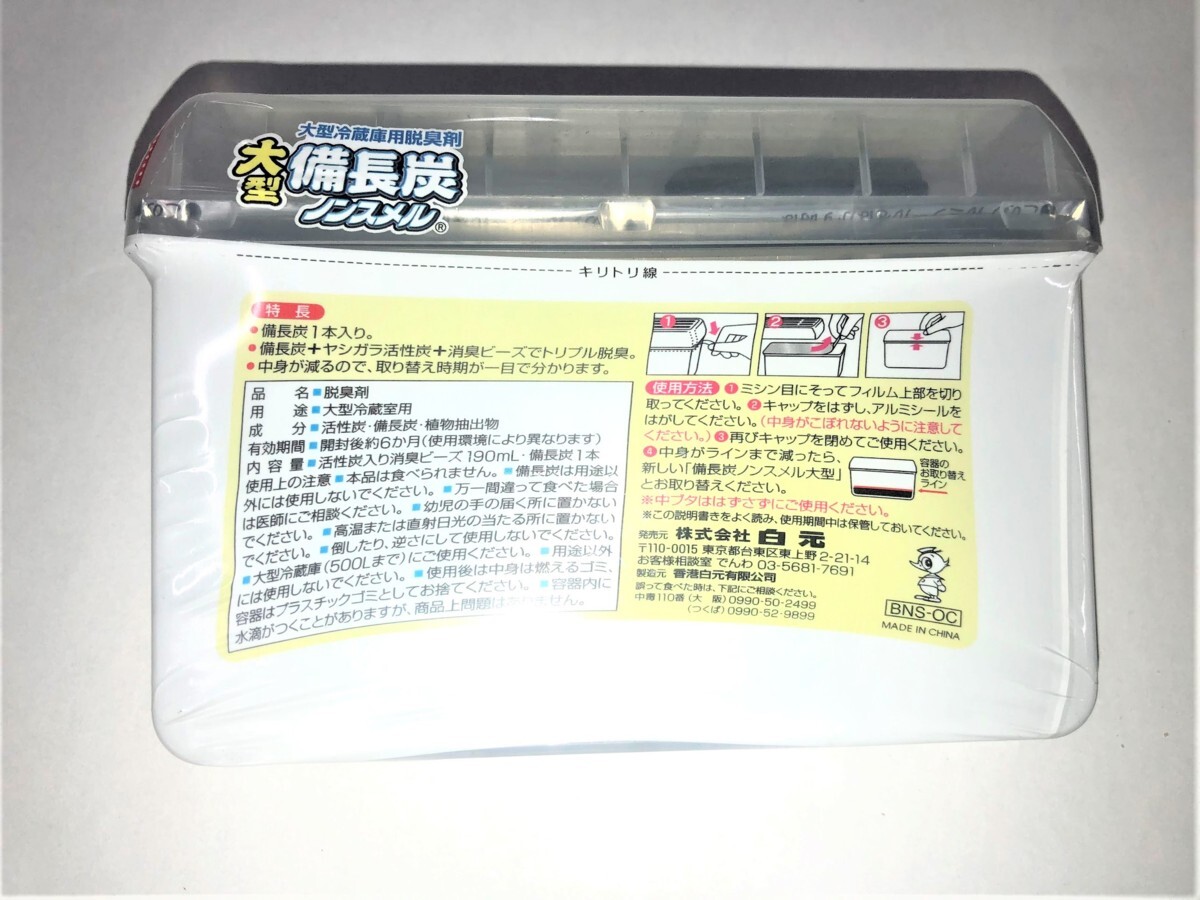 大型冷蔵庫用脱臭剤
大型
備長炭
ノンスメル®
キリトリ線
特長
●備長炭1本入り。
●備長炭＋ヤシガラ活性炭＋消臭ビーズでトリプル脱臭。
●中身が減るので、取り替え時期が一目で分かります。
品名■脱臭剤
用途■大型冷蔵室用
成分■活性炭・備長炭・植物抽出物
有効期間■開封後約6か月(使用環境により異なります)
内容量■活性炭入り消臭ビーズ190mL・備長炭1本
使用上の注意■本品は食べられません。■備長炭は用途以
外には使用しないでください。■万一間違って食べた場合
は医師にご相談ください。■幼児の手の届く所に置かない
でください。■高温または直射日光の当たる所に置かない
でください。■倒したり、逆さにして使用しないでください。
■大型冷蔵庫(500Lまで)にご使用ください。■用途以外
には使用しないでください。■使用後は中身は燃えるゴミ、
容器はプラスチックゴミとしてお捨てください。■容器内に
水滴がつくことがありますが、商品上問題はありません。
1 2 3
使用方法 ❶ミシン目にそってフィルム上部を切り
取ってください。❷キャップをはずし、アルミシールを
はがしてください。(中身がこぼれないように注意して
ください。)❸再びキャップを閉めてご使用ください。
❹中身がラインまで減ったら、
新しい「備長炭ノンスメル大型」
とお取替えください。
容器の
お取り替え
ライン
※中ブタははずさずにご使用ください。
※この説明書きをよく読み、使用期間中は保管しておいてください。
発売元 株式会社 白元
〒110-0015 東京都台東区東上野2-21-14
お客様相談室 でんわ 03-5681-7691
製造元 香港白元有限公司
誤って食べた時は、下記にご相談ください。
中毒110番(大 阪)0990-50-2499
(つくば)0990-52-9899
BNS-OC
MADE IN CHINA